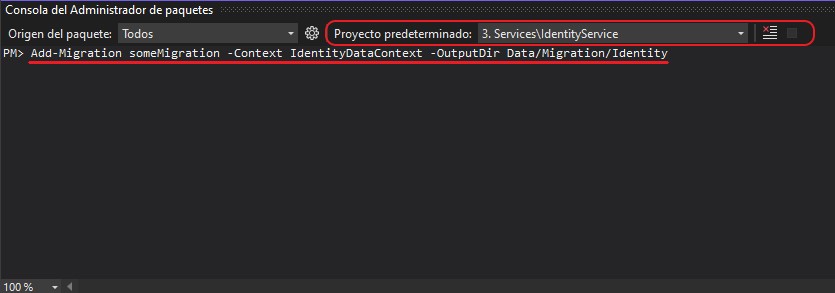 Consola del Administrador de paquetes
Origen del paquete: Todos Proyecto predeterminado: 3. Services\IdentityService
PM> Add-Migration someMigration -Context IdentityDataContext -OutputDir Data/Migration/Identity
100 %